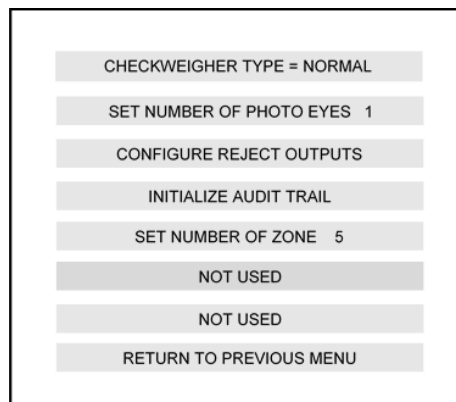 CHECKWEIGHER TYPE = NORMAL
SET NUMBER OF PHOTO EYES 1
CONFIGURE REJECT OUTPUTS
INITIALIZE AUDIT TRAIL
SET NUMBER OF ZONE 5
NOT USED
NOT USED
RETURN TO PREVIOUS MENU